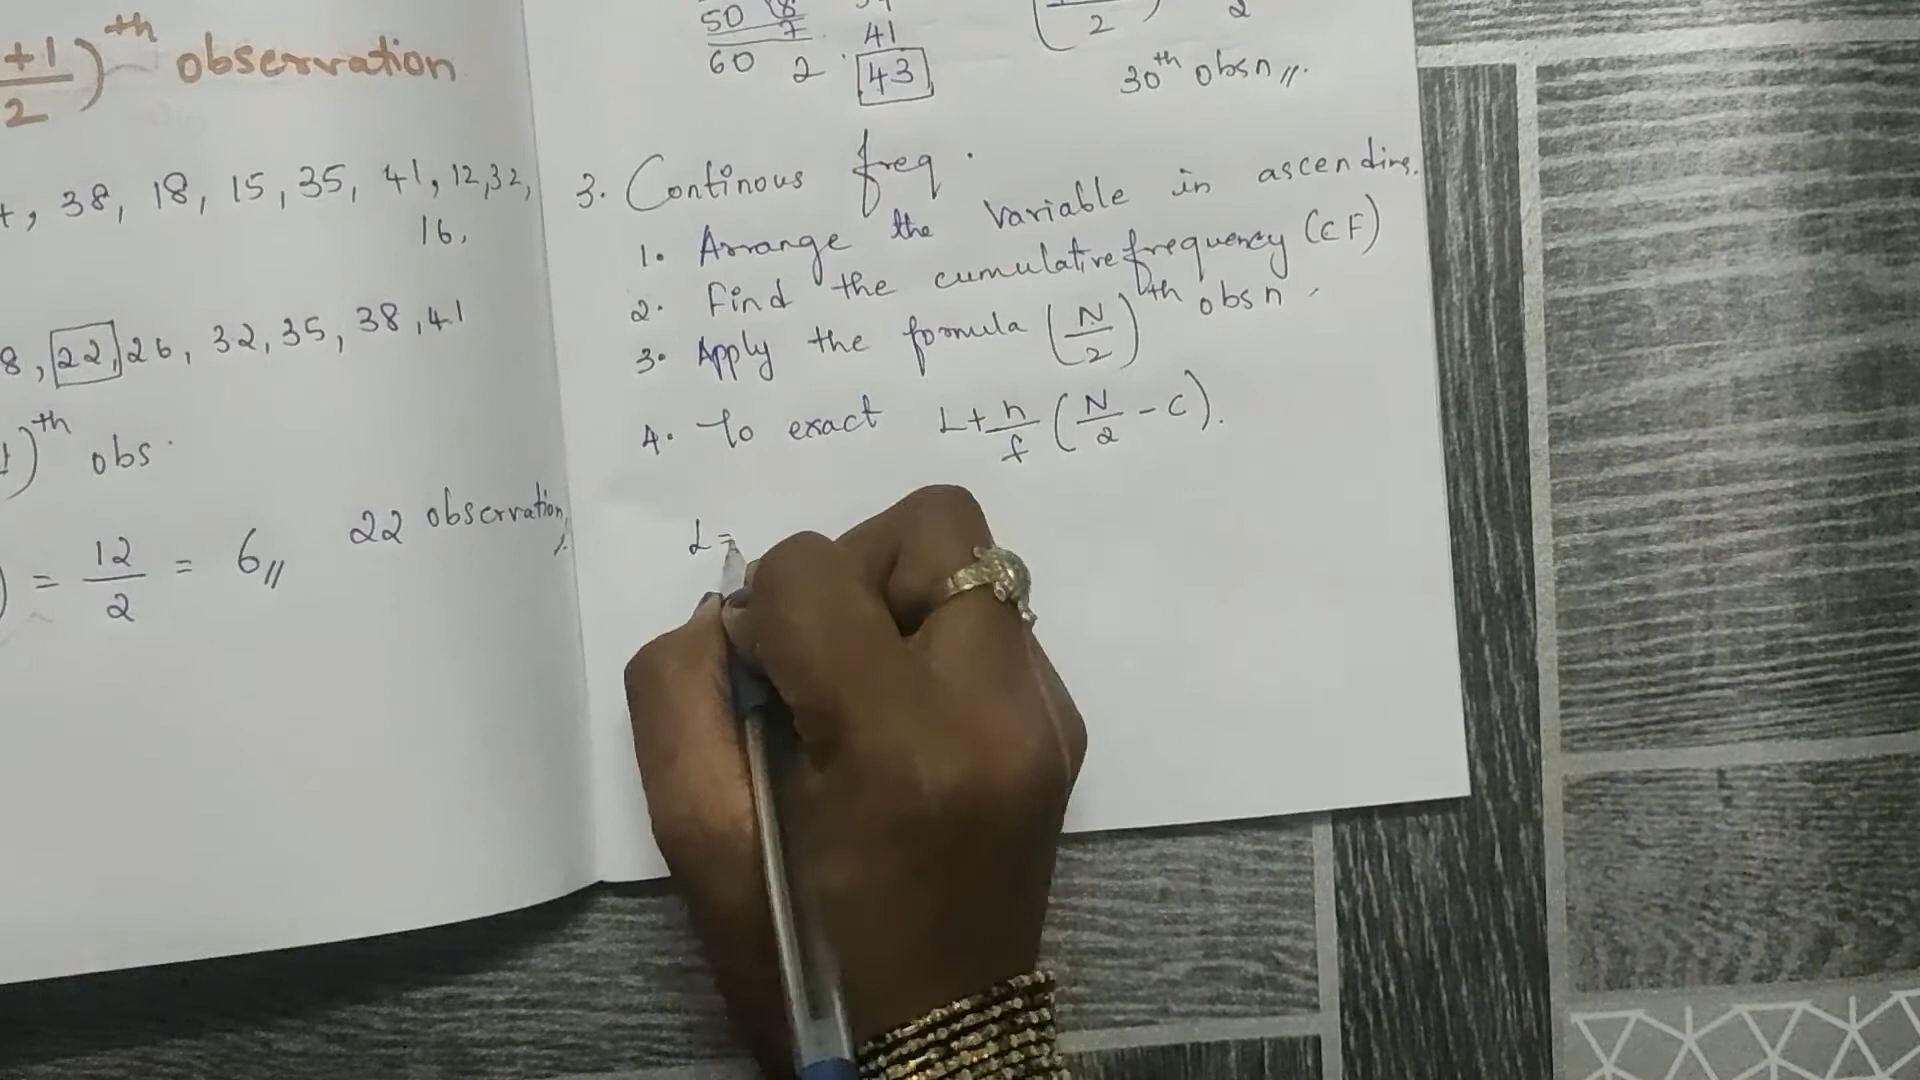 +1 th
2 observation
38, 18, 15, 35, 41, 12,32,
16,
8, 22, 26, 32, 35, 38, 41
)th obs.
= 12/2 = 6,, 22 observation,
50 8
7 41
60 2 43
2 2
30th obsn,,.
3. Continous freq.
1. Arrange the variable in ascending.
2. Find the cumulative frequency (CF)
3. Apply the formula (N/2)th obsn.
4. To exact L+h/f (N/2 - C).
L=